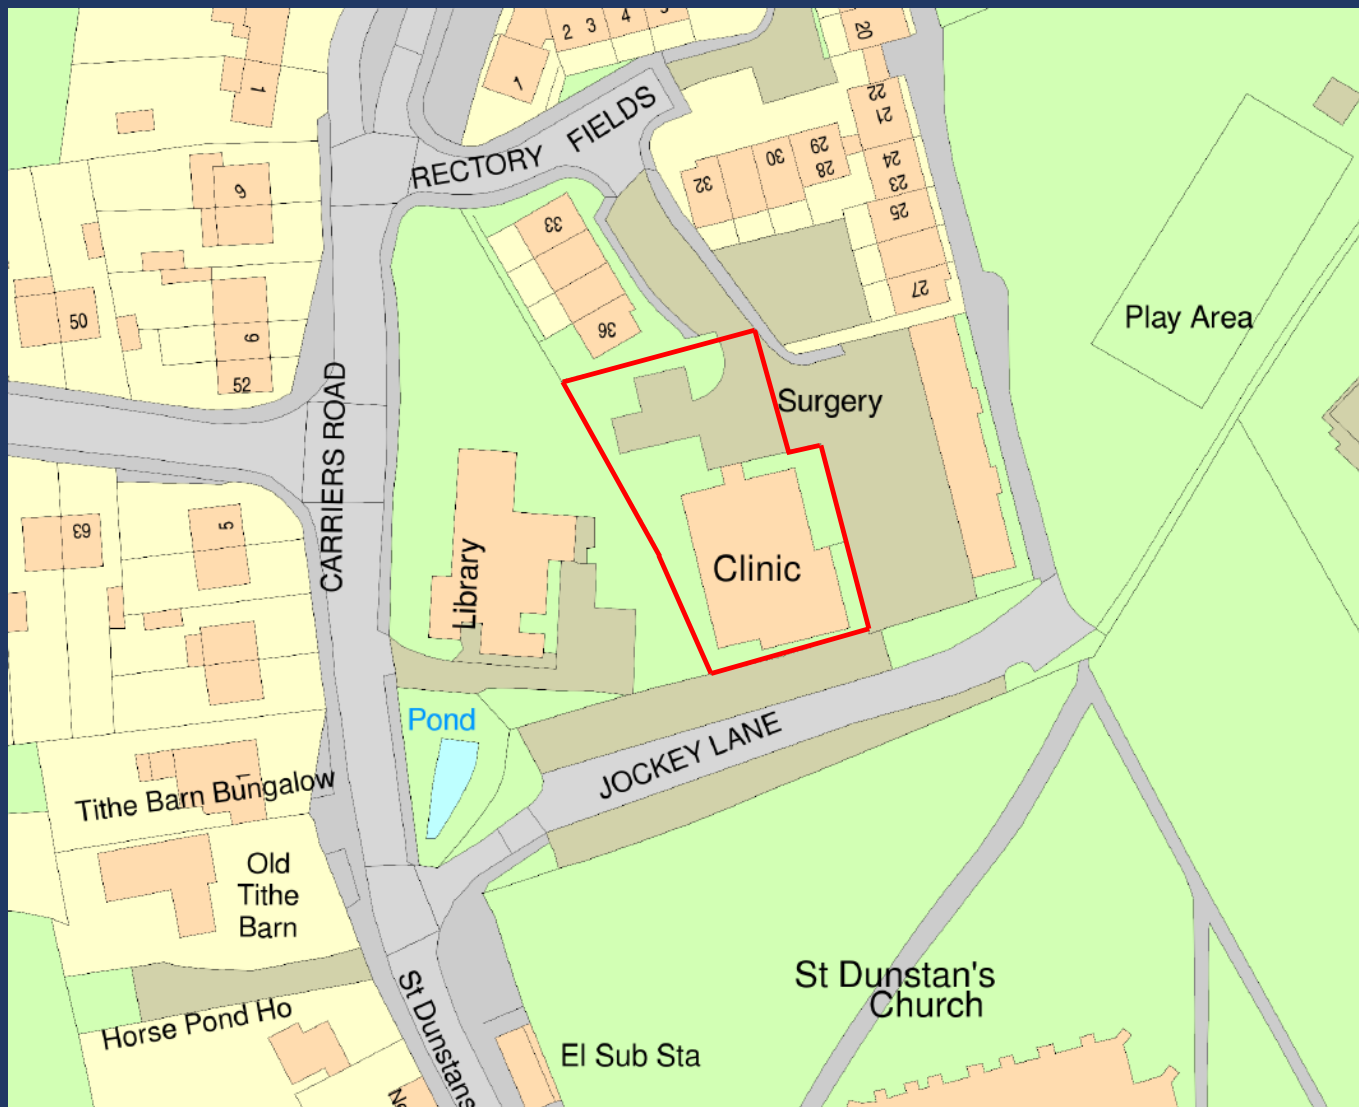 2
3
4
20
1
1
22
21
RECTORY FIELDS
30
29
28
24
23
32
6
25
33
27
50
9
36
Play Area
52
CARRIERS ROAD
Surgery
63
5
Library
Clinic
Pond
JOCKEY LANE
1
Tithe Barn Bungalow
Old
Tithe
Barn
St Dunstan's
Church
St Dunstans
Horse Pond Ho
El Sub Sta